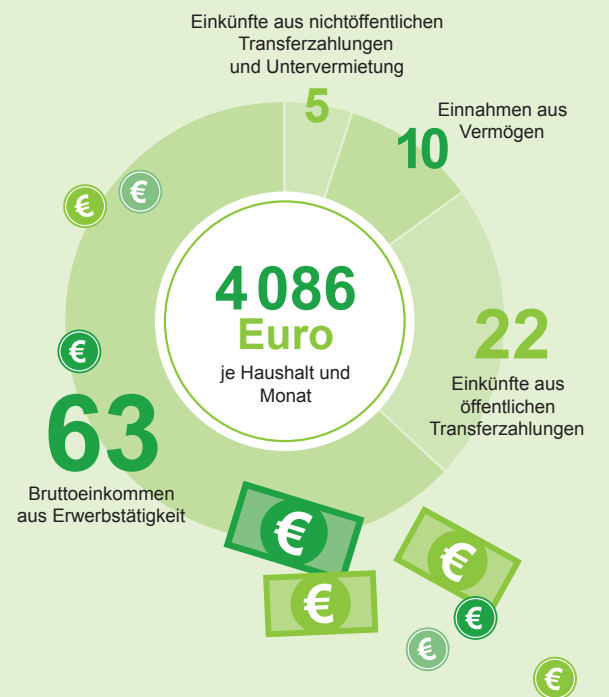 Einkünfte aus nichtöffentlichen
Transferzahlungen
und Untervermietung
5
Einnahmen aus
Vermögen
10
4 086
Euro
je Haushalt und
Monat
22
Einkünfte aus
öffentlichen
Transferzahlungen
63
Bruttoeinkommen
aus Erwerbstätigkeit
€
€
€
€
€
€
€
€
€